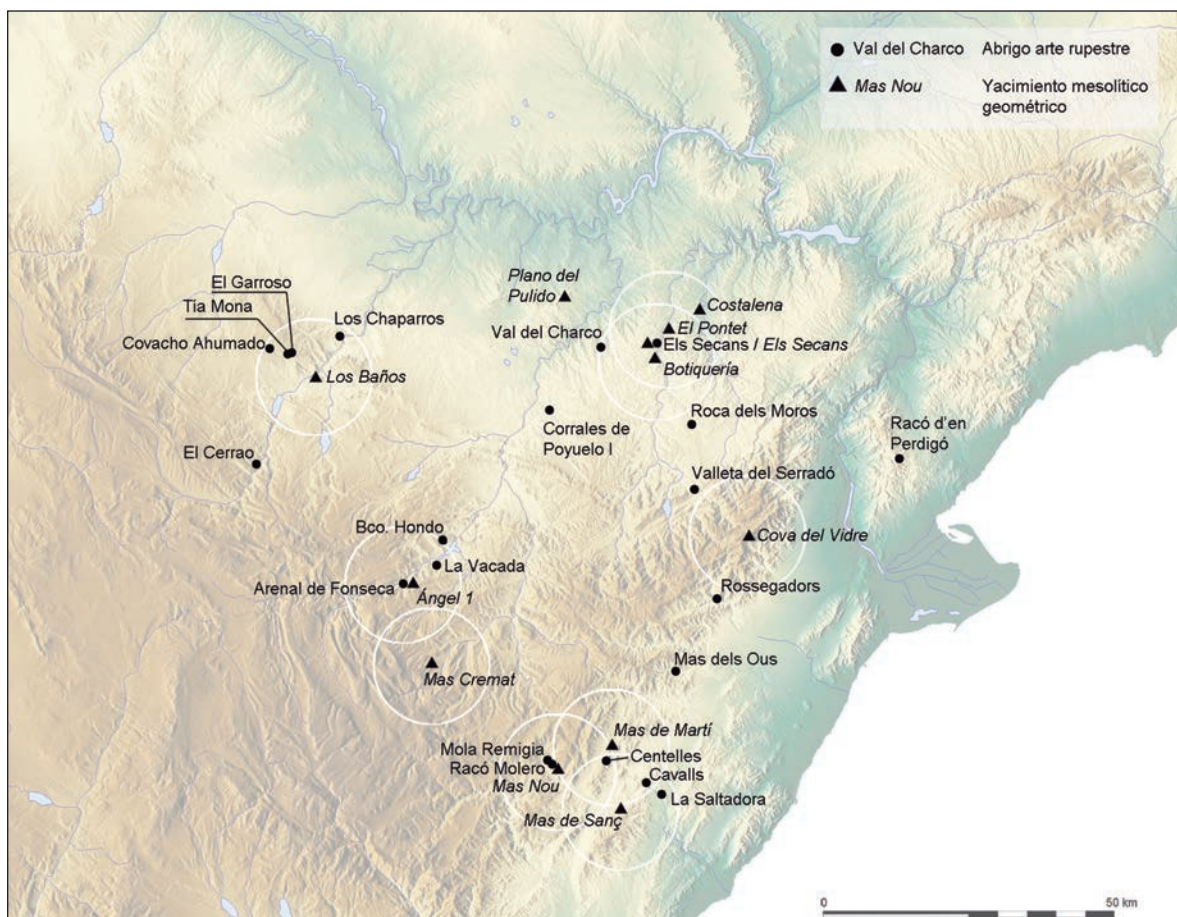 Val del Charco Abrigo arte rupestre
Mas Nou Yacimiento mesolítico
geométrico
El Garroso
Tia Mona
Los Chaparros
Covacho Ahumado
Los Baños
El Cerrao
Plano del
Pulido
Costalena
El Pontet
Val del Charco
Els Secans / Els Secans
Botiquería
Corrales de
Poyuelo I
Roca dels Moros
Racó d'en
Perdigó
Valleta del Serradó
Cova del Vidre
Bco. Hondo
La Vacada
Arenal de Fonseca
Ángel 1
Rossegadors
Mas Cremat
Mas dels Ous
Mas de Martí
Mola Remigia
Racó Molero
Mas Nou
Centelles
Cavalls
La Saltadora
Mas de Sanç
0 50 km